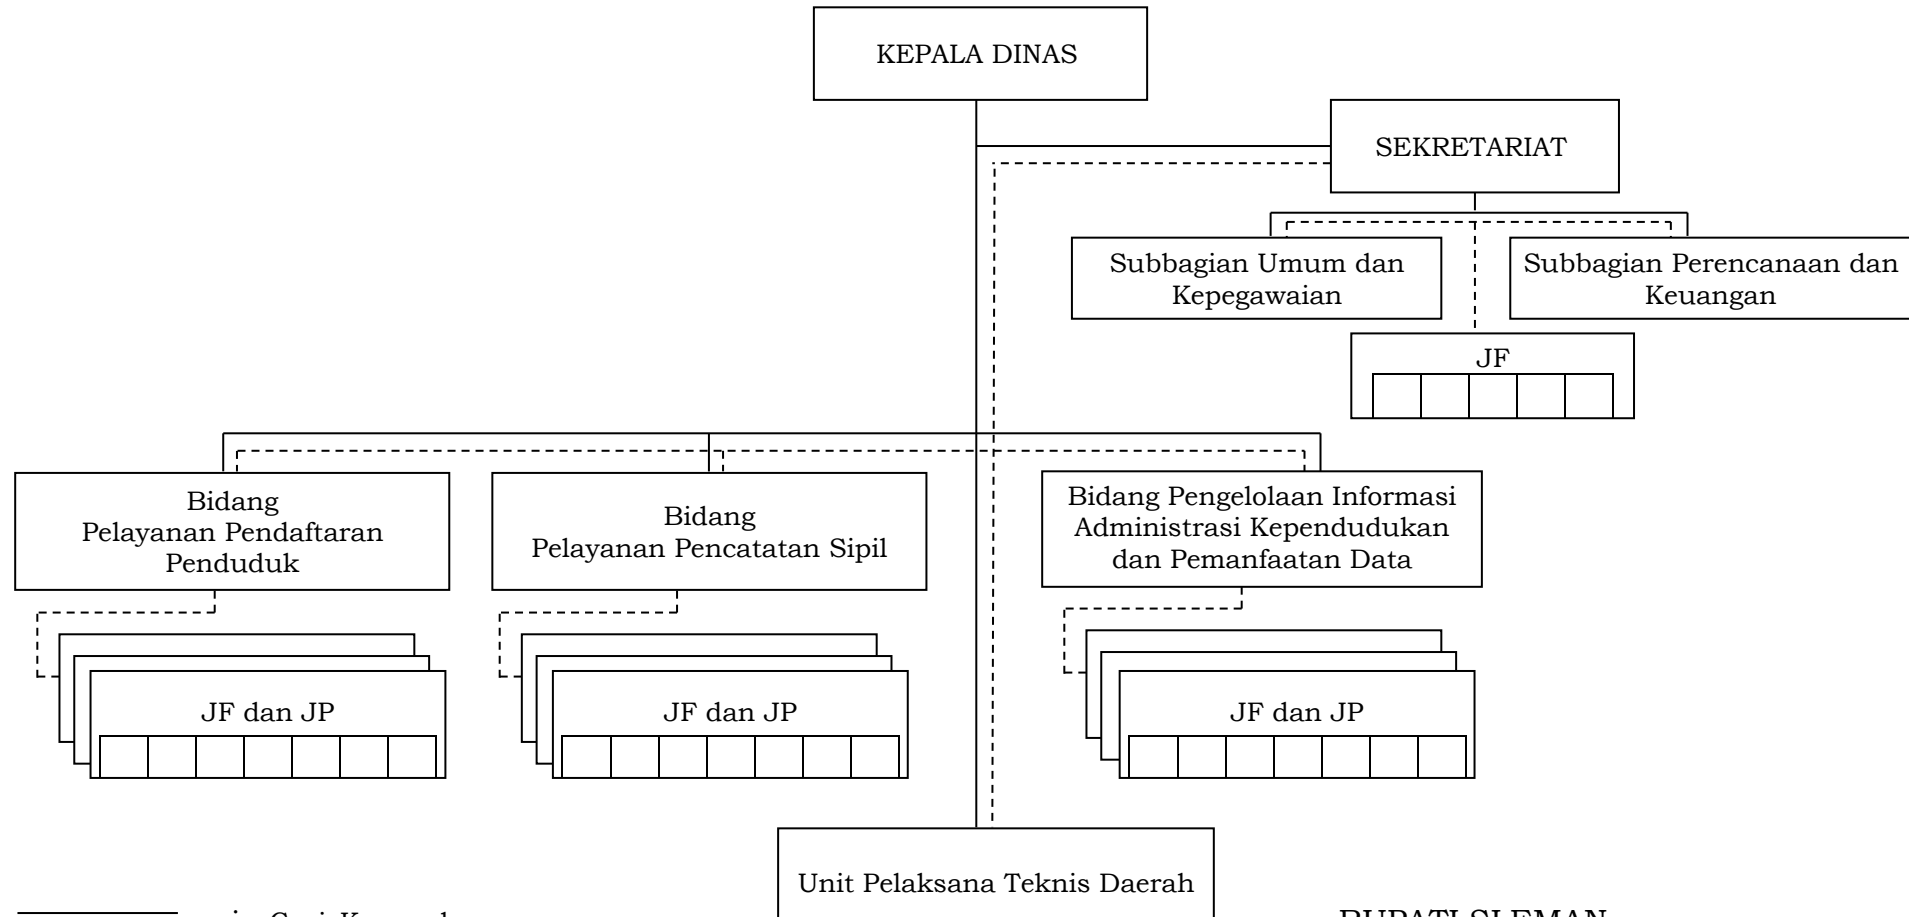 KEPALA DINAS
SEKRETARIAT
Subbagian Umum dan
Kepegawaian
Subbagian Perencanaan dan
Keuangan
JF
Bidang
Pelayanan Pendaftaran
Penduduk
Bidang
Pelayanan Pencatatan Sipil
Bidang Pengelolaan Informasi
Administrasi Kependudukan
dan Pemanfaatan Data
JF dan JP
JF dan JP
JF dan JP
Unit Pelaksana Teknis Daerah
BUPATI SLEMAN